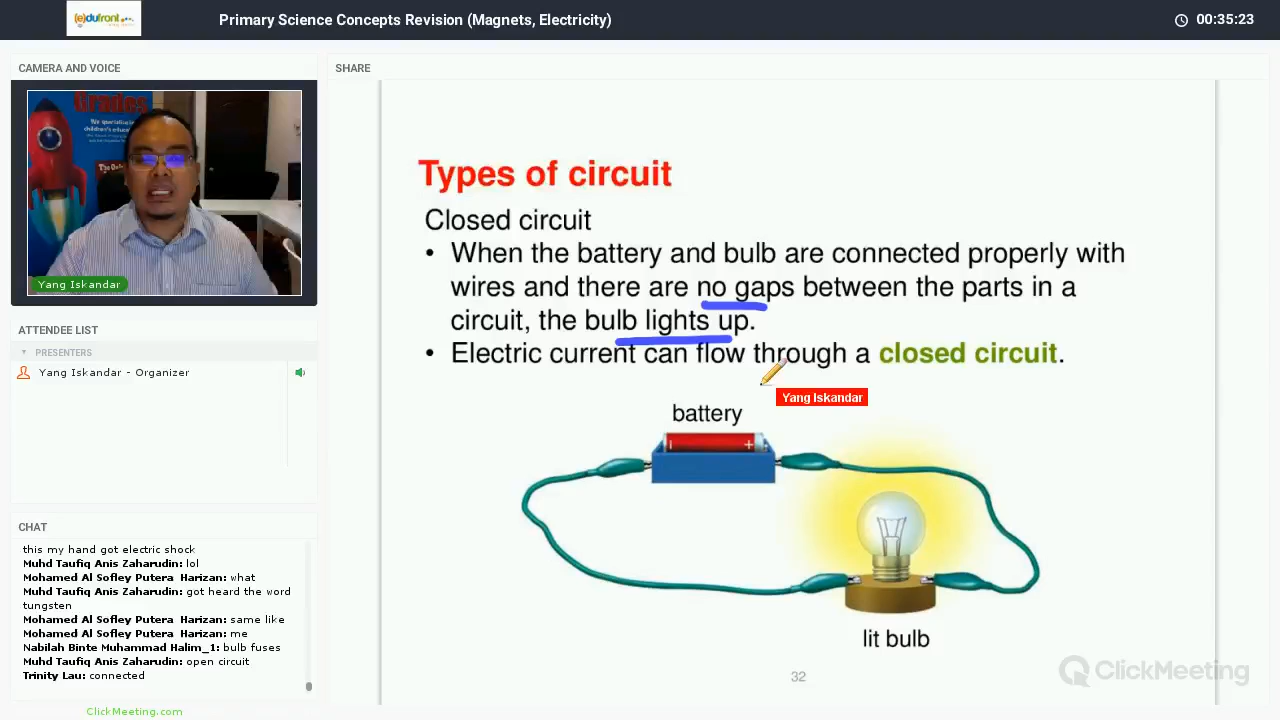 (e)dufront
Primary Science Concepts Revision (Magnets, Electricity)
00:35:23
CAMERA AND VOICE
Grades
Yang Iskandar
ATTENDEE LIST
PRESENTERS
Yang Iskandar - Organizer
CHAT
this my hand got electric shock
Muhd Taufiq Anis Zaharudin: lol
Mohamed Al Sofley Putera Harizan: what
Muhd Taufiq Anis Zaharudin: got heard the word
tungsten
Mohamed Al Sofley Putera Harizan: same like
Mohamed Al Sofley Putera Harizan: me
Nabilah Binte Muhammad Halim_1: bulb fuses
Muhd Taufiq Anis Zaharudin: open circuit
Trinity Lau: connected
ClickMeeting.com
SHARE
Types of circuit
Closed circuit
• When the battery and bulb are connected properly with
wires and there are no gaps between the parts in a
circuit, the bulb lights up.
• Electric current can flow through a closed circuit.
Yang Iskandar
battery
+
lit bulb
32
ClickMeeting